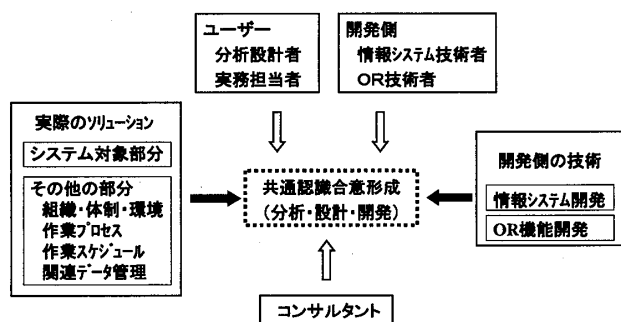 ユーザー
分析設計者
実務担当者
開発側
情報システム技術者
OR技術者
実際のソリューション
システム対象部分
その他の部分
組織・体制・環境
作業プロセス
作業スケジュール
関連データ管理
共通認識合意形成
(分析・設計・開発)
開発側の技術
情報システム開発
OR機能開発
コンサルタント